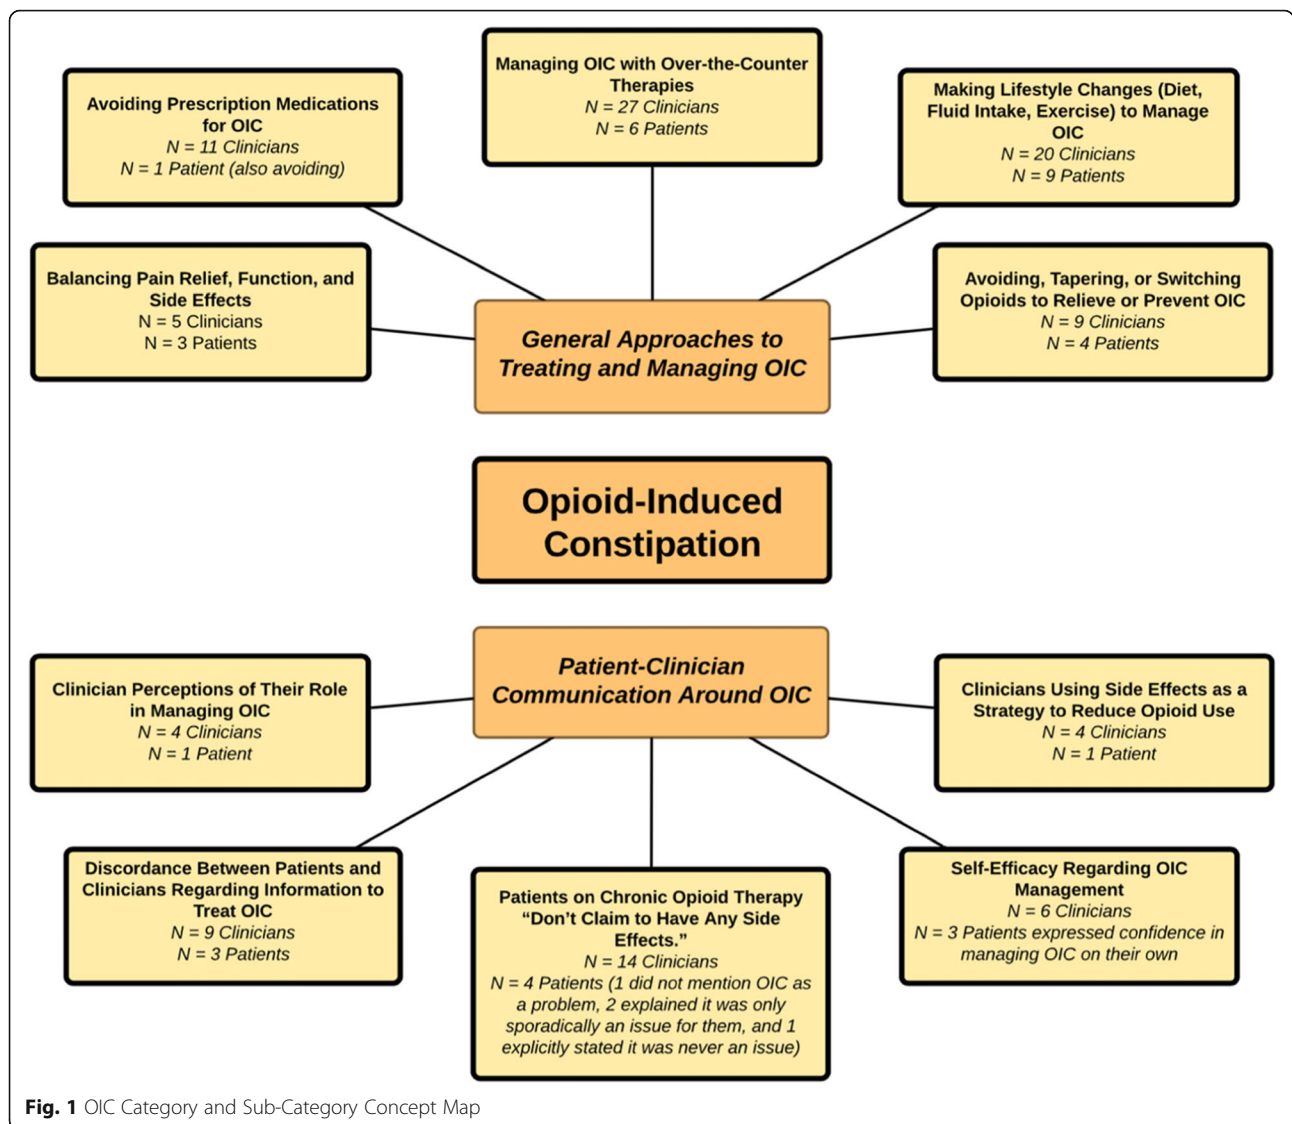 Managing OIC with Over-the-Counter
Therapies
N = 27 Clinicians
N = 6 Patients
Avoiding Prescription Medications
for OIC
N = 11 Clinicians
N = 1 Patient (also avoiding)
Making Lifestyle Changes (Diet,
Fluid Intake, Exercise) to Manage
OIC
N = 20 Clinicians
N = 9 Patients
Balancing Pain Relief, Function, and
Side Effects
N = 5 Clinicians
N = 3 Patients
Avoiding, Tapering, or Switching
Opioids to Relieve or Prevent OIC
N = 9 Clinicians
N = 4 Patients
General Approaches to
Treating and Managing OIC
Opioid-Induced
Constipation
Patient-Clinician
Communication Around OIC
Clinician Perceptions of Their Role
in Managing OIC
N = 4 Clinicians
N = 1 Patient
Clinicians Using Side Effects as a
Strategy to Reduce Opioid Use
N = 4 Clinicians
N = 1 Patient
Discordance Between Patients and
Clinicians Regarding Information to
Treat OIC
N = 9 Clinicians
N = 3 Patients
Patients on Chronic Opioid Therapy
“Don’t Claim to Have Any Side
Effects.”
N = 14 Clinicians
N = 4 Patients (1 did not mention OIC as
a problem, 2 explained it was only
sporadically an issue for them, and 1
explicitly stated it was never an issue)
Self-Efficacy Regarding OIC
Management
N = 6 Clinicians
N = 3 Patients expressed confidence in
managing OIC on their own
Fig. 1 OIC Category and Sub-Category Concept Map